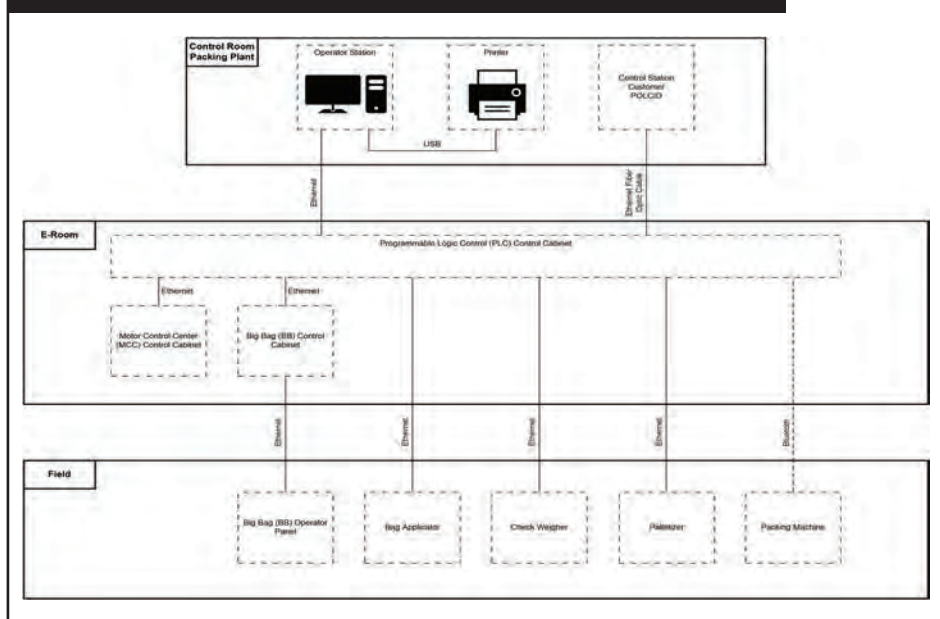 Control Room
Packing Plant
Operator Station
Printer
Control Station
Customer
POLCID
USB
Ethernet
Ethernet Fiber
Optic Cable
E-Room
Programmable Logic Control (PLC) Control Cabinet
Ethernet
Ethernet
Motor Control Center
(MCC) Control Cabinet
Big Bag (BB) Control
Cabinet
Ethernet
Ethernet
Ethernet
Ethernet
Bluetooth
Field
Big Bag (BB) Operator
Panel
Bag Applicator
Check Weigher
Palletizer
Packing Machine